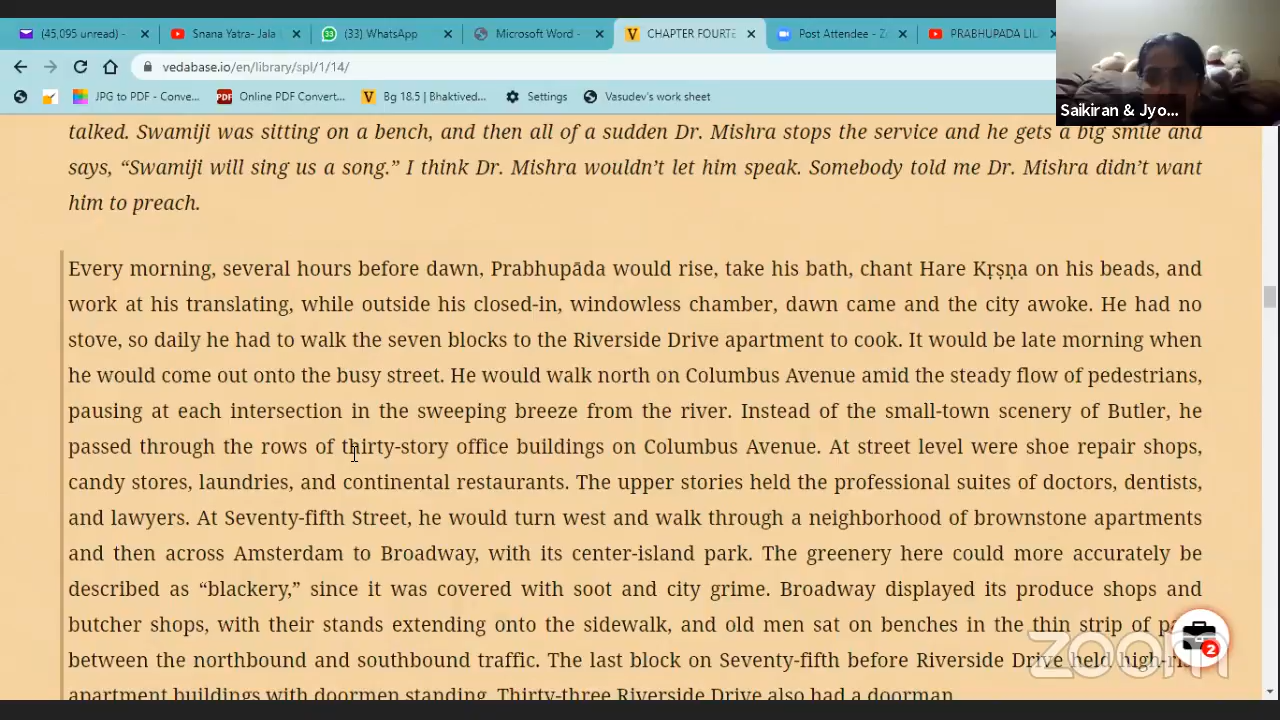 (45,095 unread) -
Snana Yatra- Jala
(33) WhatsApp
Microsoft Word -
CHAPTER FOURTE
Post Attendee - Z
PRABHUPADA LIL
vedabase.io/en/library/spl/1/14/
JPG to PDF - Conve...
Online PDF Convert...
Bg 18.5 | Bhaktived...
Settings
Vasudev's work sheet
Saikiran & Jyo...
talked. Swamiji was sitting on a bench, and then all of a sudden Dr. Mishra stops the service and he gets a big smile and
says, “Swamiji will sing us a song.” I think Dr. Mishra wouldn’t let him speak. Somebody told me Dr. Mishra didn’t want
him to preach.
Every morning, several hours before dawn, Prabhupāda would rise, take his bath, chant Hare Kṛṣṇa on his beads, and
work at his translating, while outside his closed-in, windowless chamber, dawn came and the city awoke. He had no
stove, so daily he had to walk the seven blocks to the Riverside Drive apartment to cook. It would be late morning when
he would come out onto the busy street. He would walk north on Columbus Avenue amid the steady flow of pedestrians,
pausing at each intersection in the sweeping breeze from the river. Instead of the small-town scenery of Butler, he
passed through the rows of thirty-story office buildings on Columbus Avenue. At street level were shoe repair shops,
candy stores, laundries, and continental restaurants. The upper stories held the professional suites of doctors, dentists,
and lawyers. At Seventy-fifth Street, he would turn west and walk through a neighborhood of brownstone apartments
and then across Amsterdam to Broadway, with its center-island park. The greenery here could more accurately be
described as “blackery,” since it was covered with soot and city grime. Broadway displayed its produce shops and
butcher shops, with their stands extending onto the sidewalk, and old men sat on benches in the thin strip of
between the northbound and southbound traffic. The last block on Seventy-fifth before Riverside Drive held
apartment buildings with doormen standing. Thirty-three Riverside Drive also had a doorman.
2
zoom